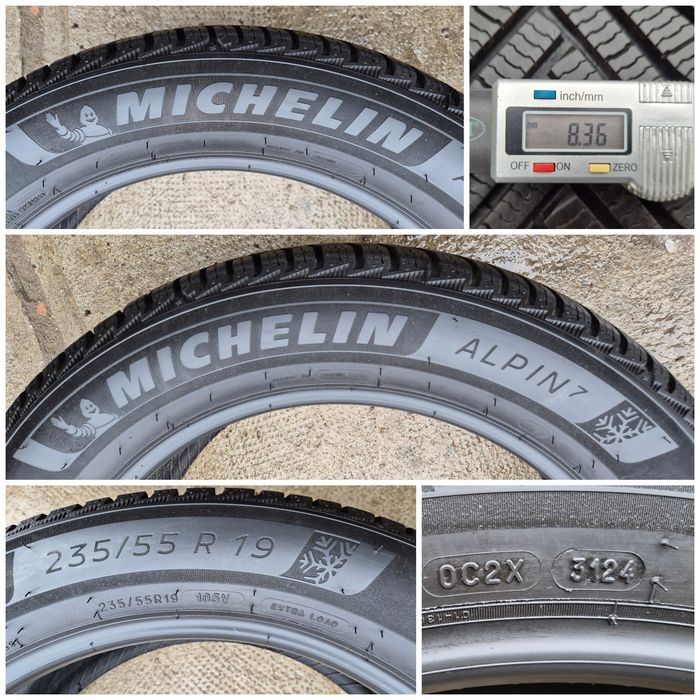 MICHELIN
inch/mm
mm
8.36
OFF ON ZERO
MICHELIN ALPIN7
235/55 R 19
235/55R19 105V EXTRA LOAD
0C2X 3124